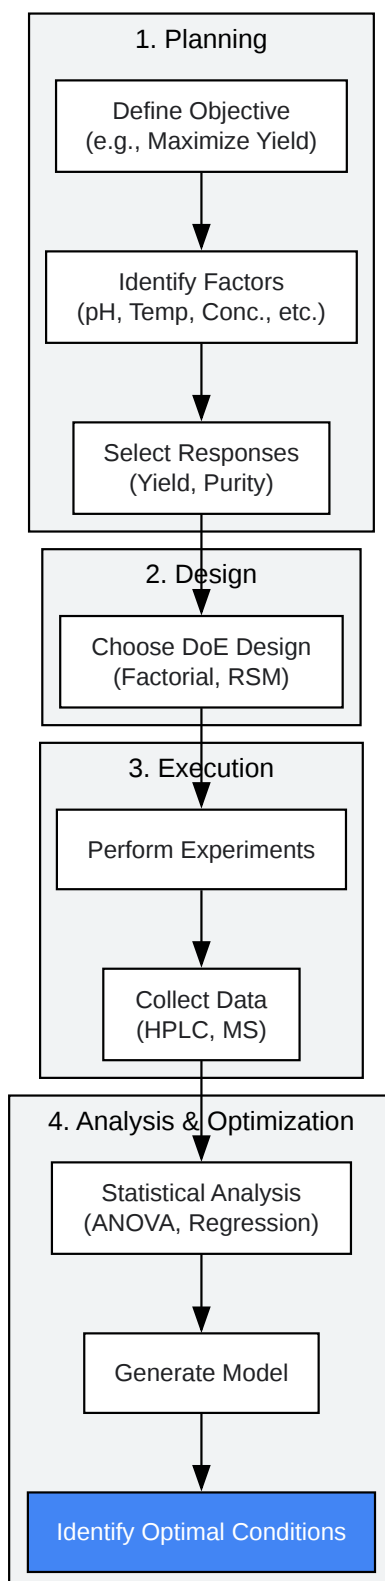 1. Planning
Define Objective
(e.g., Maximize Yield)
Identify Factors
(pH, Temp, Conc., etc.)
Select Responses
(Yield, Purity)
2. Design
Choose DoE Design
(Factorial, RSM)
3. Execution
Perform Experiments
Collect Data
(HPLC, MS)
4. Analysis & Optimization
Statistical Analysis
(ANOVA, Regression)
Generate Model
Identify Optimal Conditions